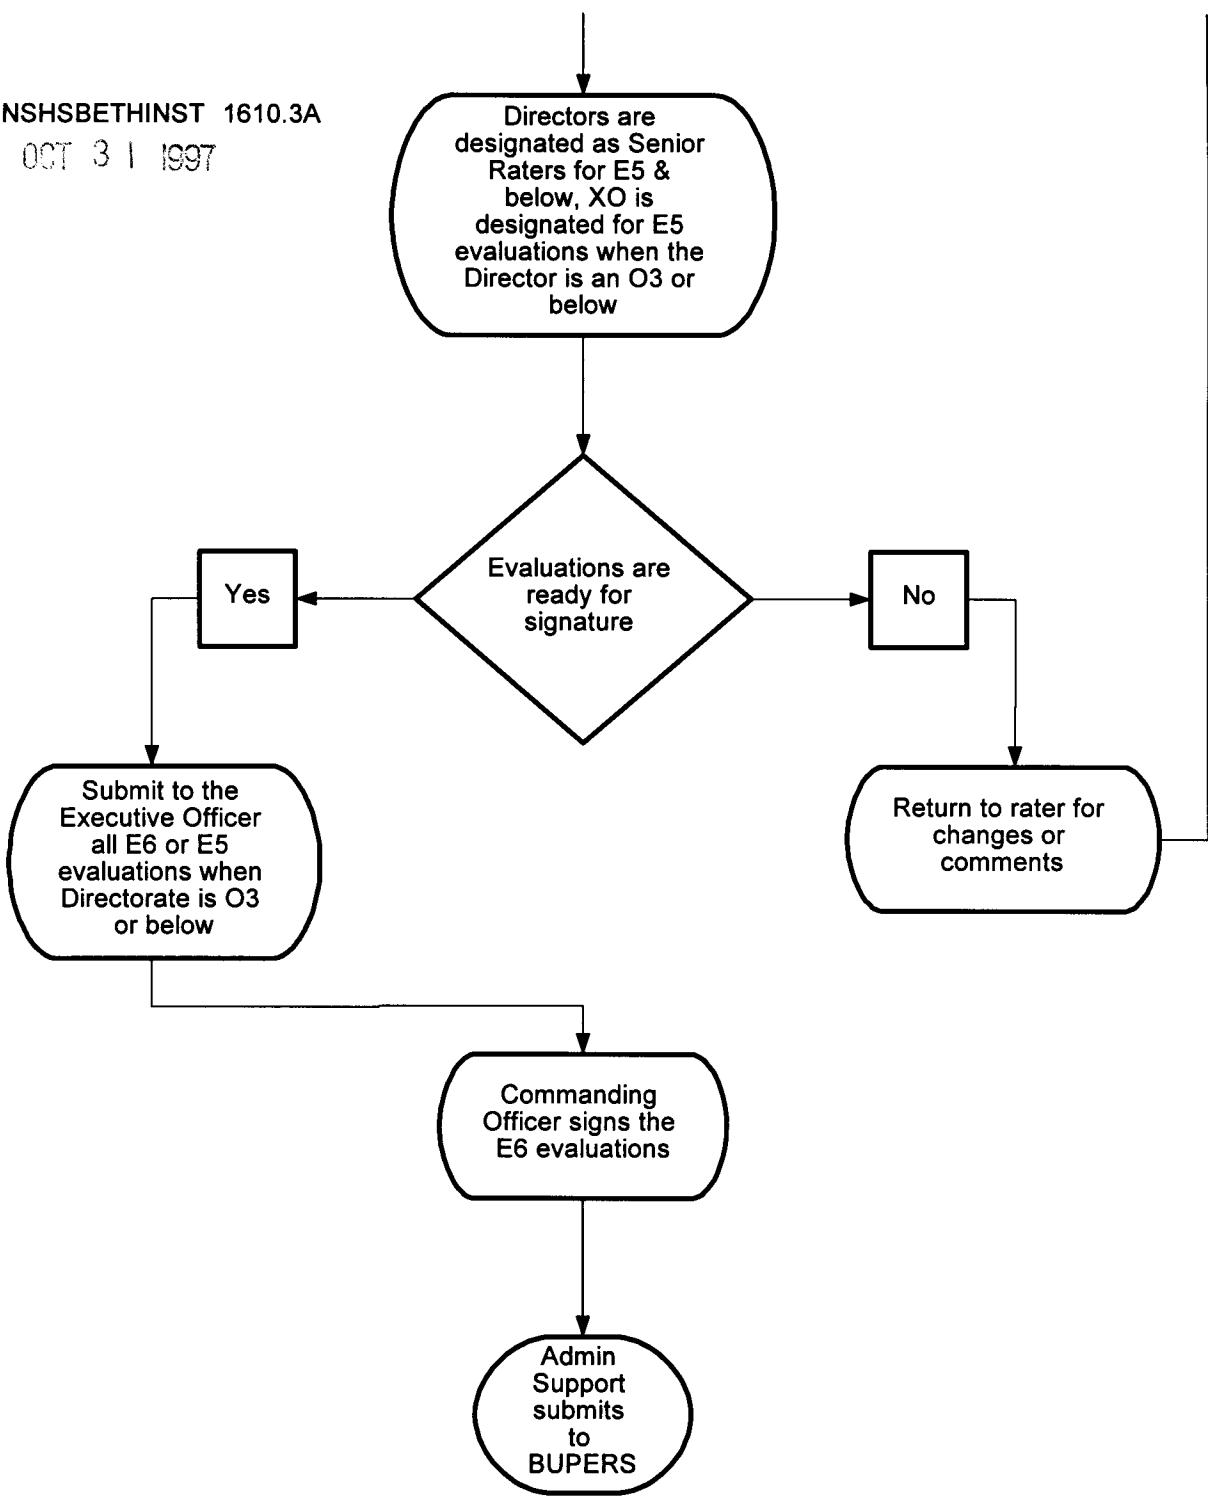 NSHSBETHINST 1610.3A
OCT 31 1997
Directors are
designated as Senior
Raters for E5 &
below, XO is
designated for E5
evaluations when the
Director is an O3 or
below
Evaluations are
ready for
signature
Yes
No
Submit to the
Executive Officer
all E6 or E5
evaluations when
Directorate is O3
or below
Return to rater for
changes or
comments
Commanding
Officer signs the
E6 evaluations
Admin
Support
submits
to
BUPERS